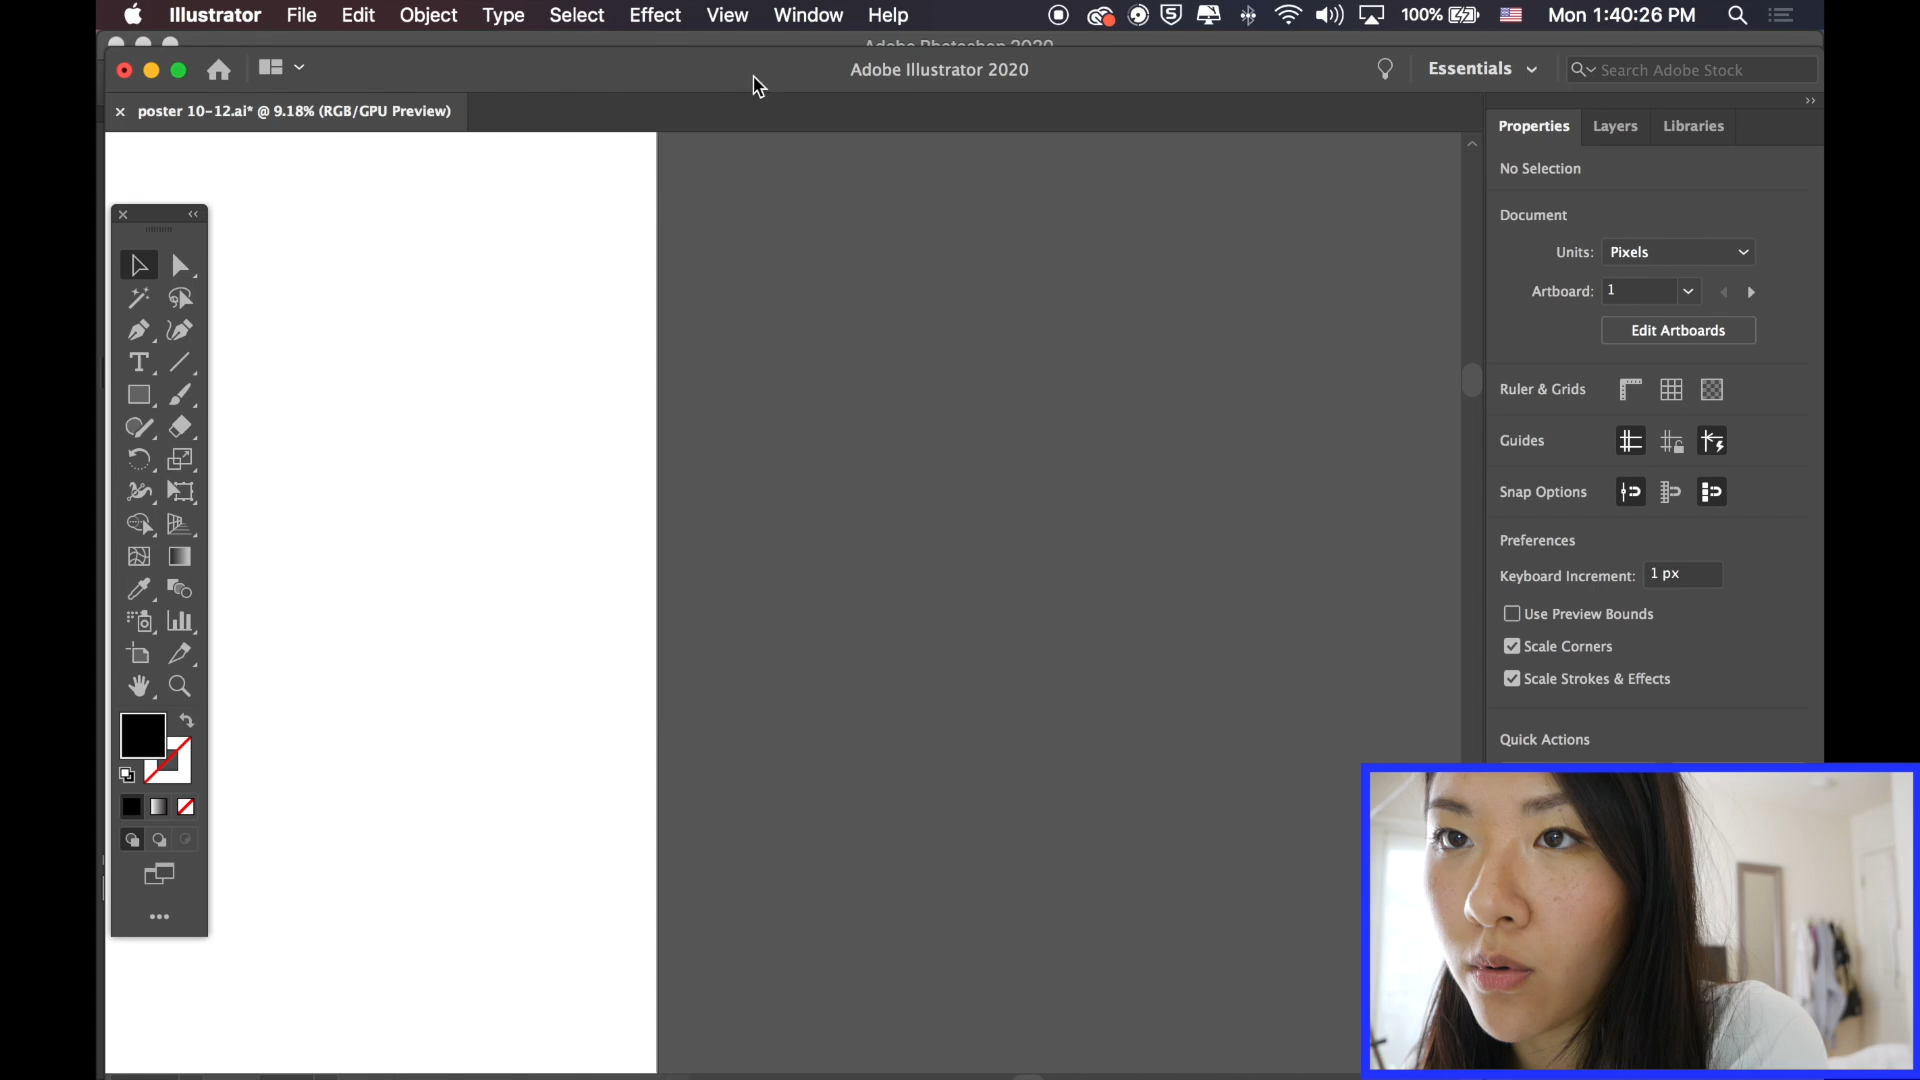 Illustrator File Edit Object Type Select Effect View Window Help 100% Mon 1:40:26 PM
Adobe Photoshop 2020
Adobe Illustrator 2020
Essentials
Search Adobe Stock
poster 10-12.ai* @ 9.18% (RGB/GPU Preview)
Properties Layers Libraries
No Selection
Document
Units: Pixels
Artboard: 1
Edit Artboards
Ruler & Grids
Guides
Snap Options
Preferences
Keyboard Increment: 1 px
Use Preview Bounds
Scale Corners
Scale Strokes & Effects
Quick Actions